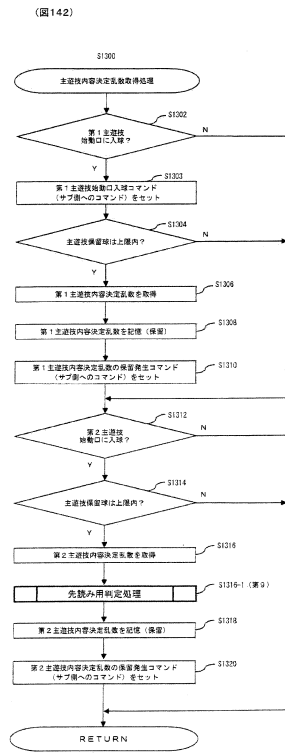 (図142)
S1300
主遊技内容決定乱数取得処理
S1302
第1主遊技
始動口に入球?
N
Y
S1303
第1主遊技始動口入球コマンド
(サブ側へのコマンド)をセット
S1304
主遊技保留球は上限内?
N
Y
S1306
第1主遊技内容決定乱数を取得
S1308
第1主遊技内容決定乱数を記憶(保留)
S1310
第1主遊技内容決定乱数の保留発生コマンド
(サブ側へのコマンド)をセット
S1312
第2主遊技
始動口に入球?
N
Y
S1314
主遊技保留球は上限内?
N
Y
S1316
第2主遊技内容決定乱数を取得
S1316-1(第9)
先読み用判定処理
S1318
第2主遊技内容決定乱数を記憶(保留)
S1320
第2主遊技内容決定乱数の保留発生コマンド
(サブ側へのコマンド)をセット
RETURN